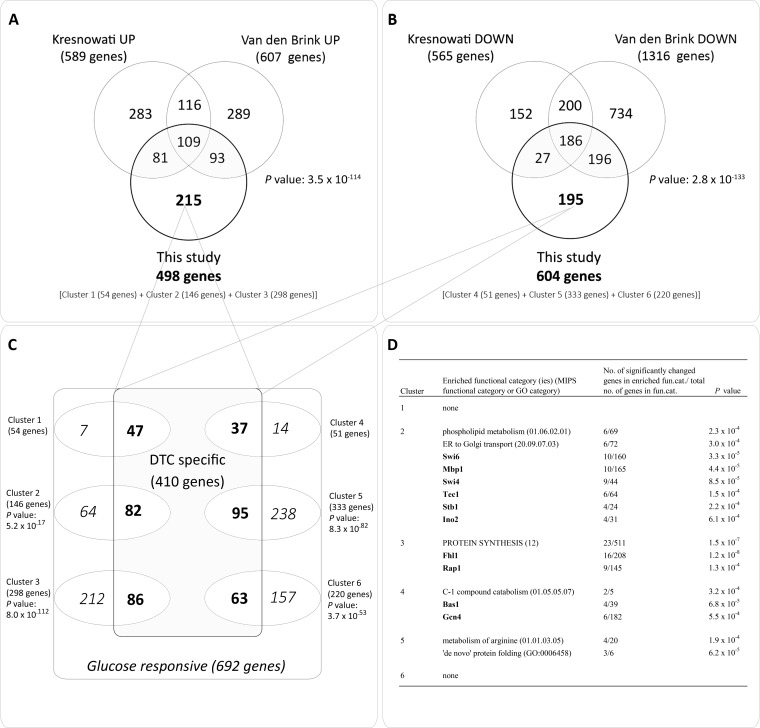 A
Kresnowati UP
(589 genes)
Van den Brink UP
(607 genes)
283
116
289
109
81
93
215
P value: 3.5 x 10-114
This study
498 genes
[Cluster 1 (54 genes) + Cluster 2 (146 genes) + Cluster 3 (298 genes)]
B
Kresnowati DOWN
(565 genes)
Van den Brink DOWN
(1316 genes)
152
200
734
186
27
196
195
P value: 2.8 x 10-133
This study
604 genes
[Cluster 4 (51 genes) + Cluster 5 (333 genes) + Cluster 6 (220 genes)]
C
Cluster 1
(54 genes)
7
47
37
14
Cluster 4
(51 genes)
DTC specific
(410 genes)
Cluster 2
(146 genes)
P value:
5.2 x 10-17
64
82
95
238
Cluster 5
(333 genes)
P value:
8.3 x 10-82
Cluster 3
(298 genes)
P value:
8.0 x 10-112
212
86
63
157
Cluster 6
(220 genes)
P value:
3.7 x 10-53
Glucose responsive (692 genes)
D
Cluster Enriched functional category (ies) (MIPS functional category or GO category) No. of significantly changed genes in enriched fun.cat./ total no. of genes in fun.cat. P value
1 none
2 phospholipid metabolism (01.06.02.01) 6/69 2.3 x 10-4
ER to Golgi transport (20.09.07.03) 6/72 3.0 x 10-4
Swi6 10/160 3.3 x 10-5
Mbp1 10/165 4.4 x 10-5
Swi4 9/44 8.5 x 10-5
Tec1 6/64 1.5 x 10-4
Stb1 4/24 2.2 x 10-4
Ino2 4/31 6.1 x 10-4
3 PROTEIN SYNTHESIS (12) 23/511 1.5 x 10-7
Fhl1 16/208 1.2 x 10-8
Rap1 9/145 1.3 x 10-4
4 C-1 compound catabolism (01.05.05.07) 2/5 3.2 x 10-4
Bas1 4/39 6.8 x 10-5
Gcn4 6/182 5.5 x 10-4
5 metabolism of arginine (01.01.03.05) 4/20 1.9 x 10-4
'de novo' protein folding (GO:0006458) 3/6 6.2 x 10-5
6 none